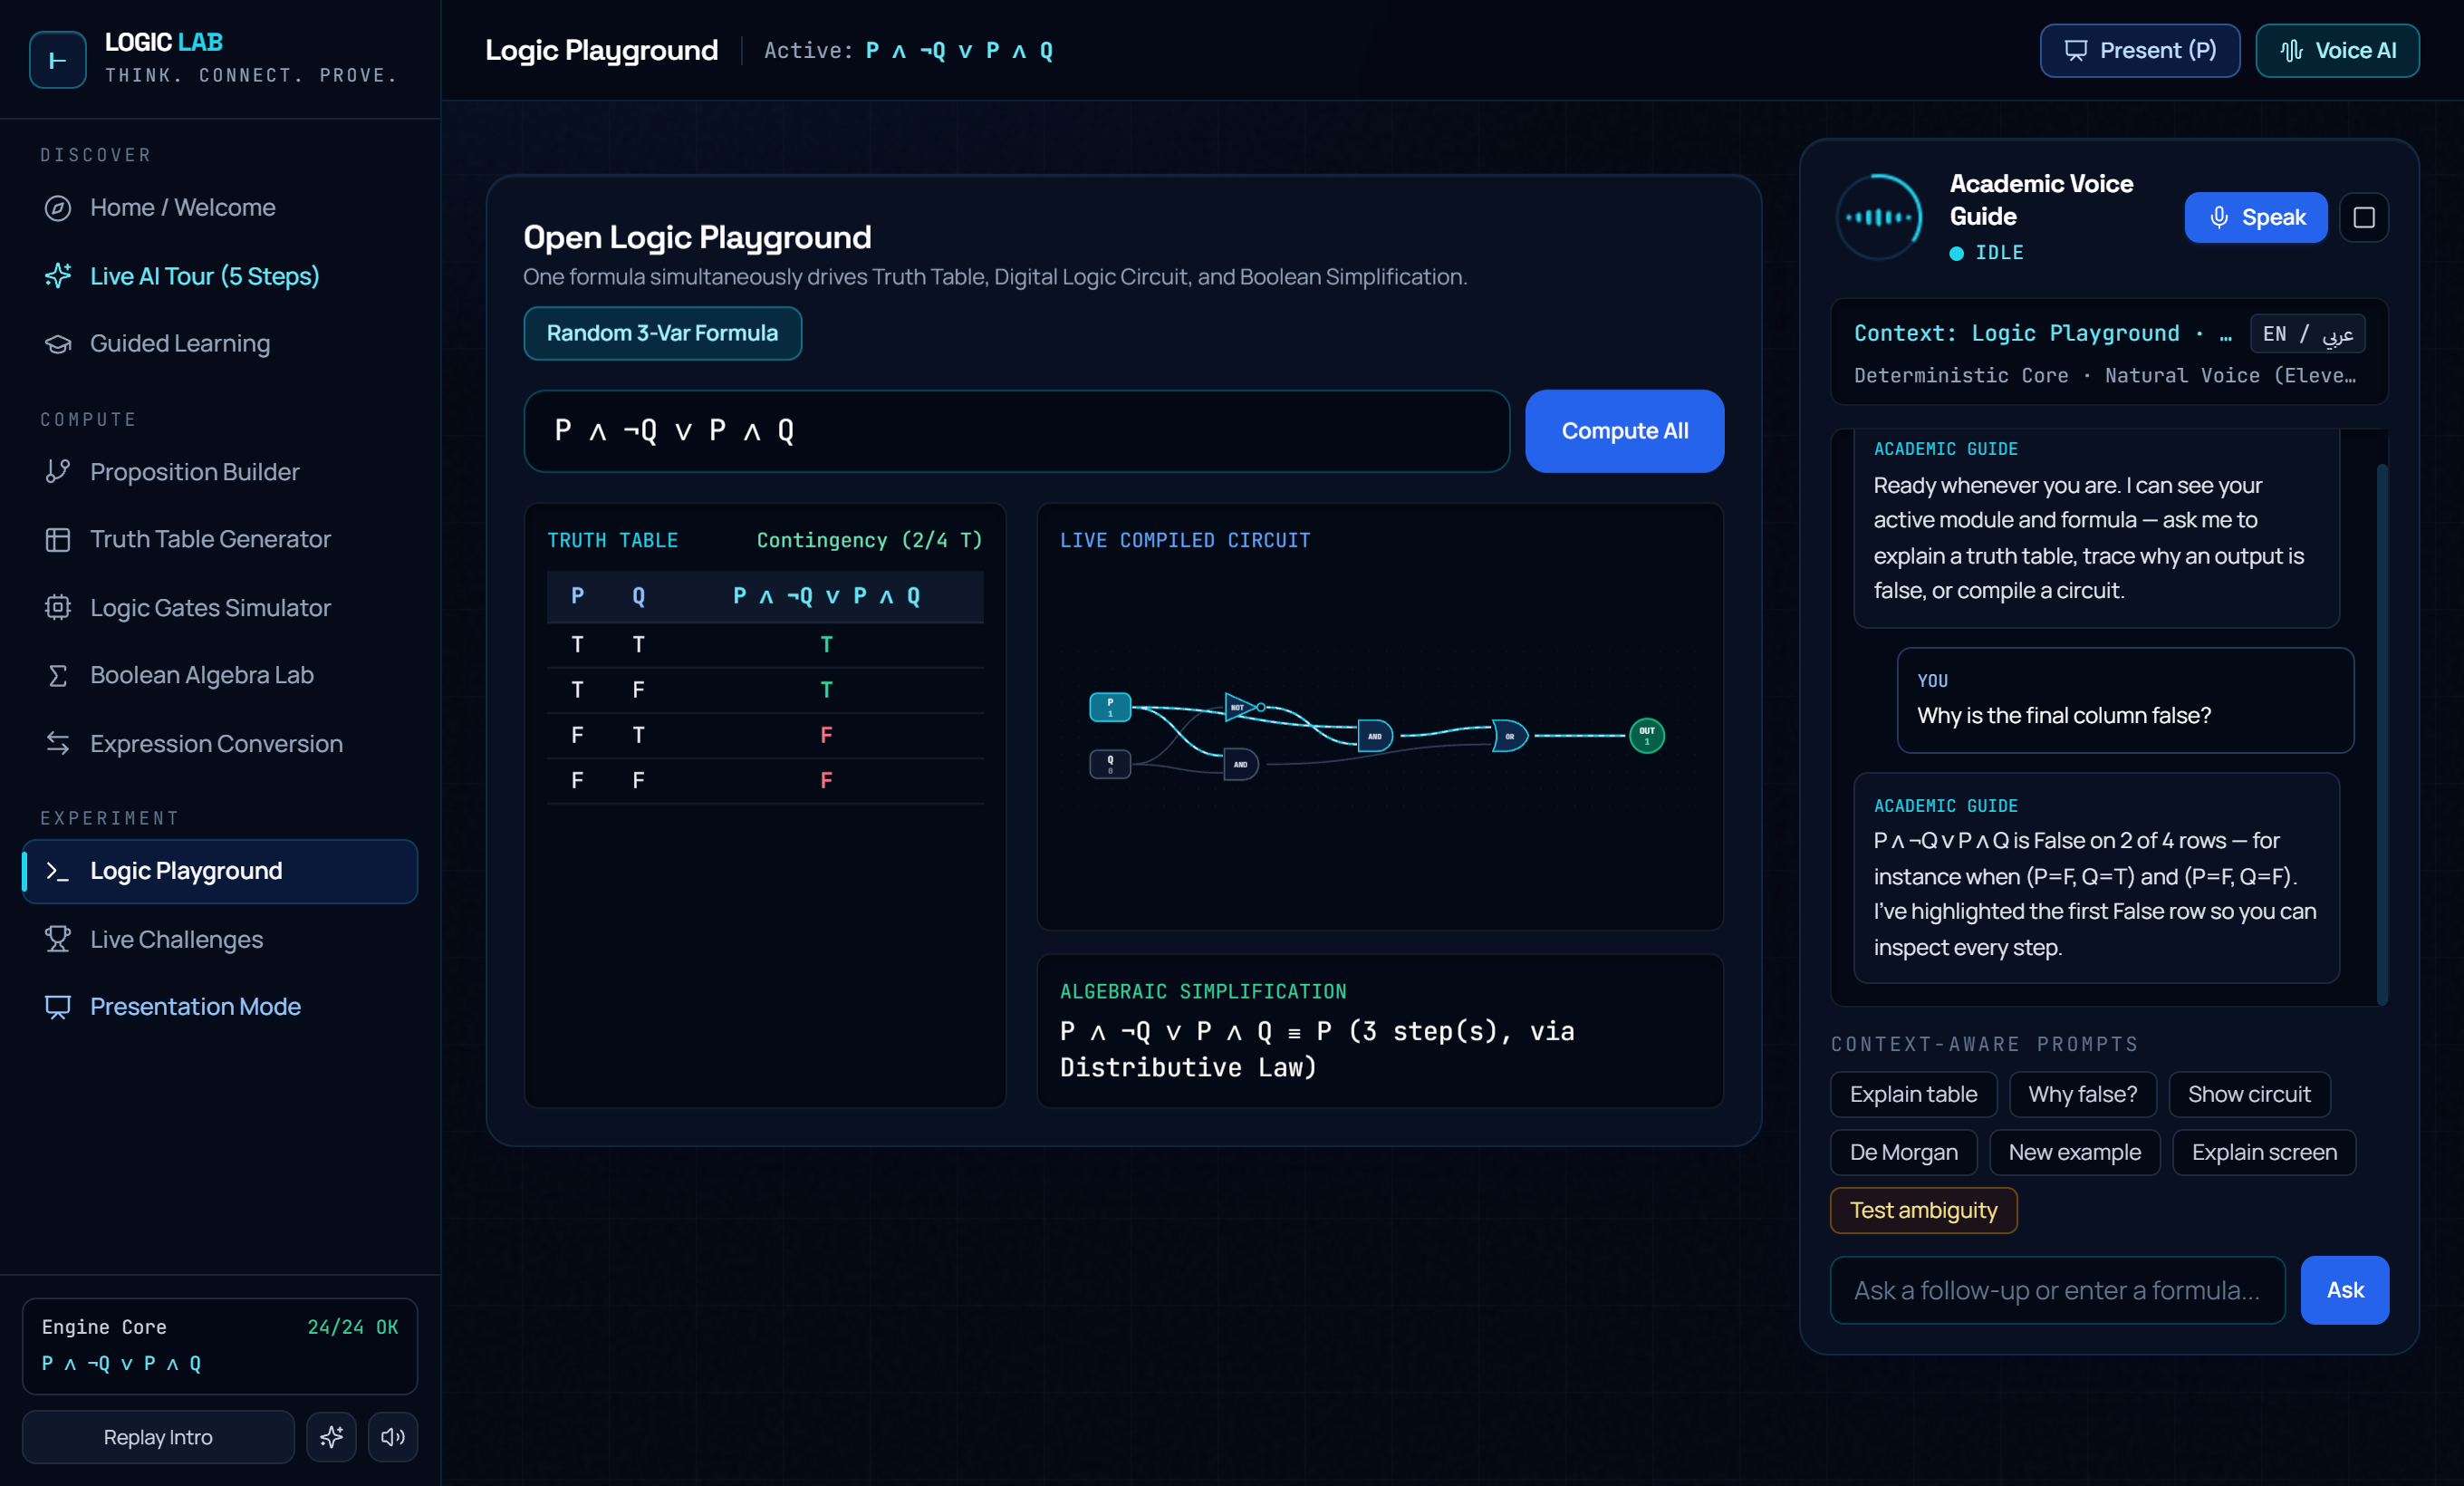 LOGIC LAB
THINK. CONNECT. PROVE.
DISCOVER
Home / Welcome
Live AI Tour (5 Steps)
Guided Learning
COMPUTE
Proposition Builder
Truth Table Generator
Logic Gates Simulator
Boolean Algebra Lab
Expression Conversion
EXPERIMENT
Logic Playground
Live Challenges
Presentation Mode
Engine Core 24/24 OK
P ∧ ¬Q ∨ P ∧ Q
Replay Intro
Logic Playground Active: P ∧ ¬Q ∨ P ∧ Q
Present (P) Voice AI
Open Logic Playground
One formula simultaneously drives Truth Table, Digital Logic Circuit, and Boolean Simplification.
Random 3-Var Formula
P ∧ ¬Q ∨ P ∧ Q
Compute All
TRUTH TABLE Contingency (2/4 T)
P Q P ∧ ¬Q ∨ P ∧ Q
T T T
T F T
F T F
F F F
LIVE COMPILED CIRCUIT
P
1
NOT
AND
OR
OUT
1
Q
0
AND
ALGEBRAIC SIMPLIFICATION
P ∧ ¬Q ∨ P ∧ Q ≡ P (3 step(s), via
Distributive Law)
Academic Voice
Guide
IDLE
Speak
Context: Logic Playground · …
EN / عربي
Deterministic Core · Natural Voice (Eleve…
ACADEMIC GUIDE
Ready whenever you are. I can see your
active module and formula — ask me to
explain a truth table, trace why an output is
false, or compile a circuit.
YOU
Why is the final column false?
ACADEMIC GUIDE
P ∧ ¬Q ∨ P ∧ Q is False on 2 of 4 rows — for
instance when (P=F, Q=T) and (P=F, Q=F).
I've highlighted the first False row so you can
inspect every step.
CONTEXT-AWARE PROMPTS
Explain table Why false? Show circuit
De Morgan New example Explain screen
Test ambiguity
Ask a follow-up or enter a formula...
Ask